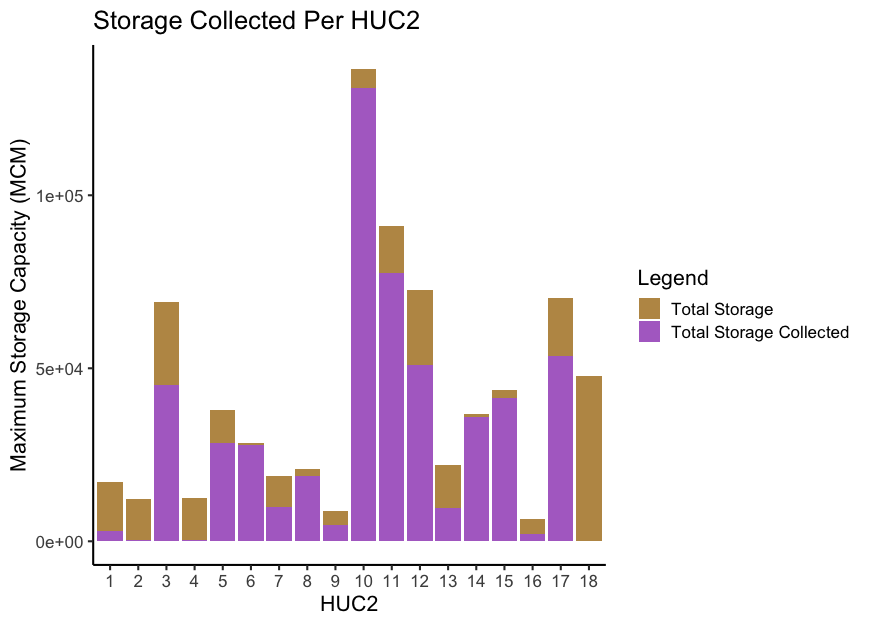 Storage Collected Per HUC2
Maximum Storage Capacity (MCM)
1e+05
5e+04
0e+00
1 2 3 4 5 6 7 8 9 10 11 12 13 14 15 16 17 18
HUC2
Legend
Total Storage
Total Storage Collected